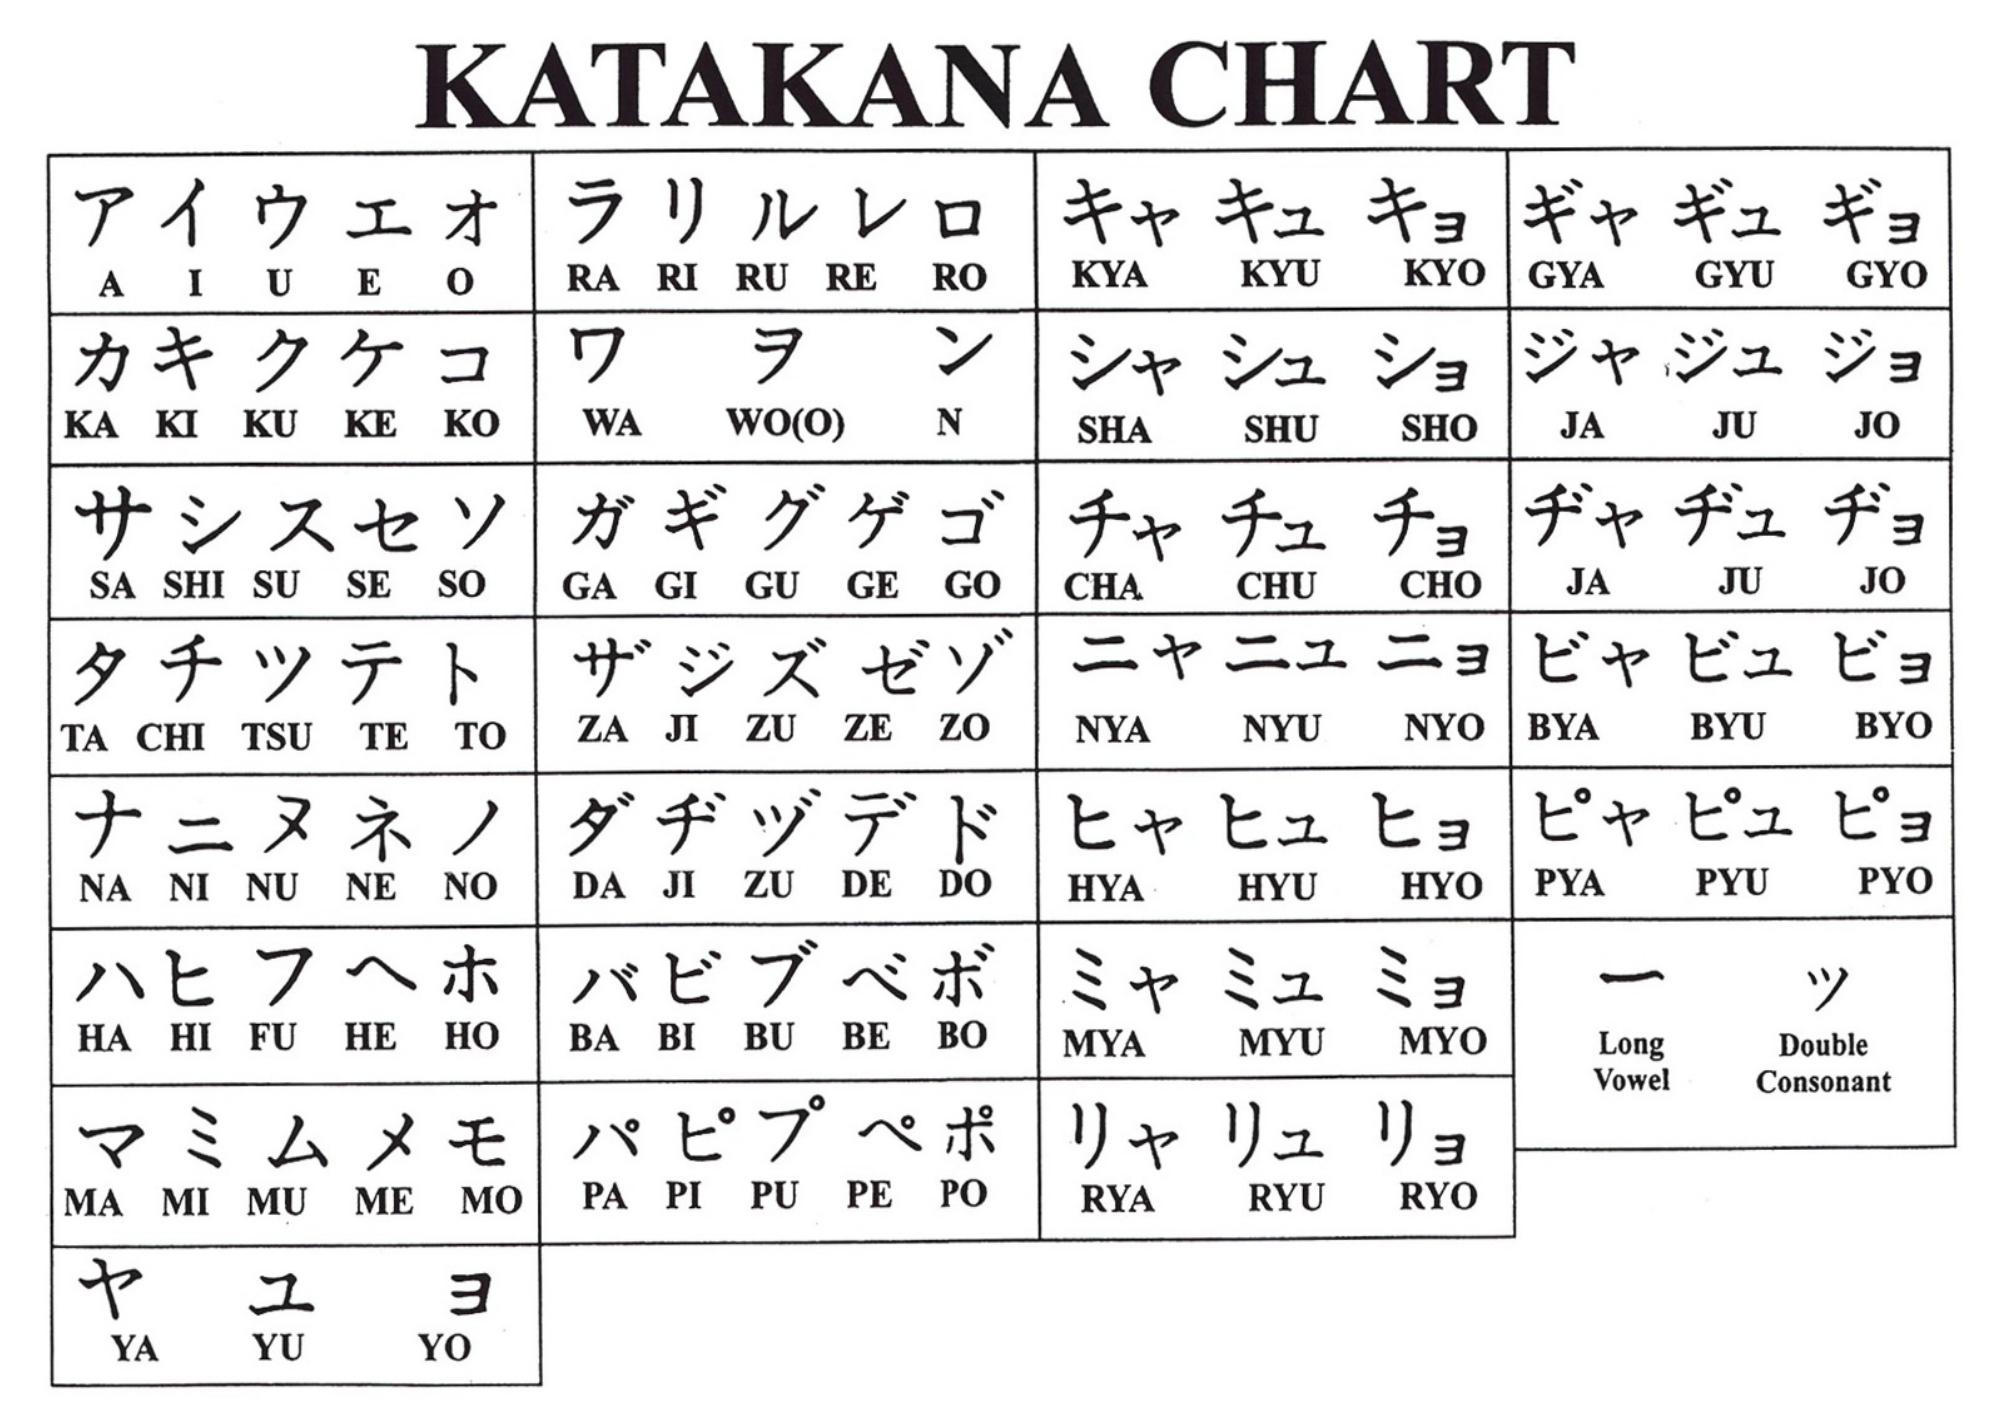 KATAKANA CHART
ア イ ウ エ オ
A I U E O
カ キ ク ケ コ
KA KI KU KE KO
サ シ ス セ ソ
SA SHI SU SE SO
タ チ ツ テ ト
TA CHI TSU TE TO
ナ ニ ヌ ネ ノ
NA NI NU NE NO
ハ ヒ フ ヘ ホ
HA HI FU HE HO
マ ミ ム メ モ
MA MI MU ME MO
ヤ ユ ヨ
YA YU YO
ラ リ ル レ ロ
RA RI RU RE RO
ワ ヲ ン
WA WO(O) N
ガ ギ グ ゲ ゴ
GA GI GU GE GO
ザ ジ ズ ゼ ゾ
ZA JI ZU ZE ZO
ダ ヂ ヅ デ ド
DA JI ZU DE DO
バ ビ ブ ベ ボ
BA BI BU BE BO
パ ピ プ ペ ポ
PA PI PU PE PO
キャ キュ キョ
KYA KYU KYO
シャ シュ ショ
SHA SHU SHO
チャ チュ チョ
CHA CHU CHO
ニャ ニュ ニョ
NYA NYU NYO
ヒャ ヒュ ヒョ
HYA HYU HYO
ミャ ミュ ミョ
MYA MYU MYO
リャ リュ リョ
RYA RYU RYO
ギャ ギュ ギョ
GYA GYU GYO
ジャ ジュ ジョ
JA JU JO
ヂャ ヂュ ヂョ
JA JU JO
ビャ ビュ ビョ
BYA BYU BYO
ピャ ピュ ピョ
PYA PYU PYO
ー ッ
Long Double
Vowel Consonant